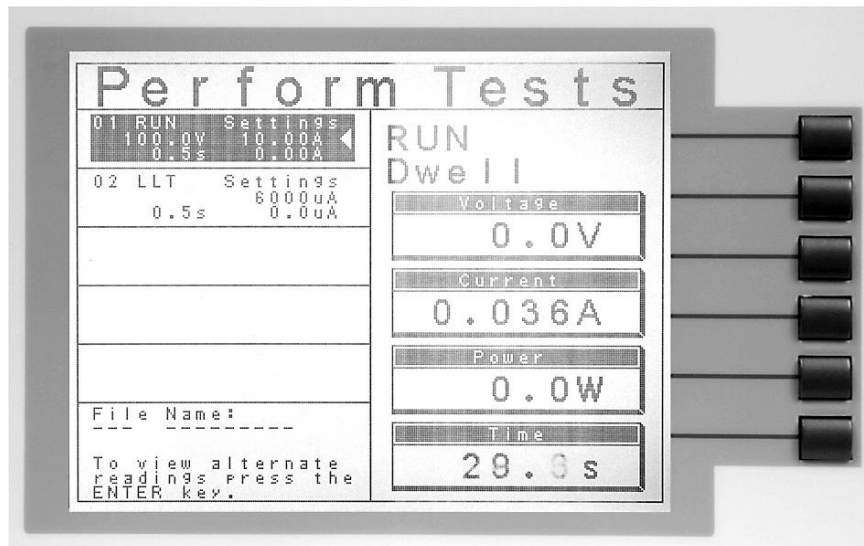 Perform Tests
01 RUN Settings
100.0V 10.00A
0.5s 0.00A
02 LLT Settings
6000uA
0.5s 0.0uA
File Name:
To view alternate
readings press the
ENTER key.
RUN
Dwell
Voltage
0.0V
Current
0.036A
Power
0.0W
Time